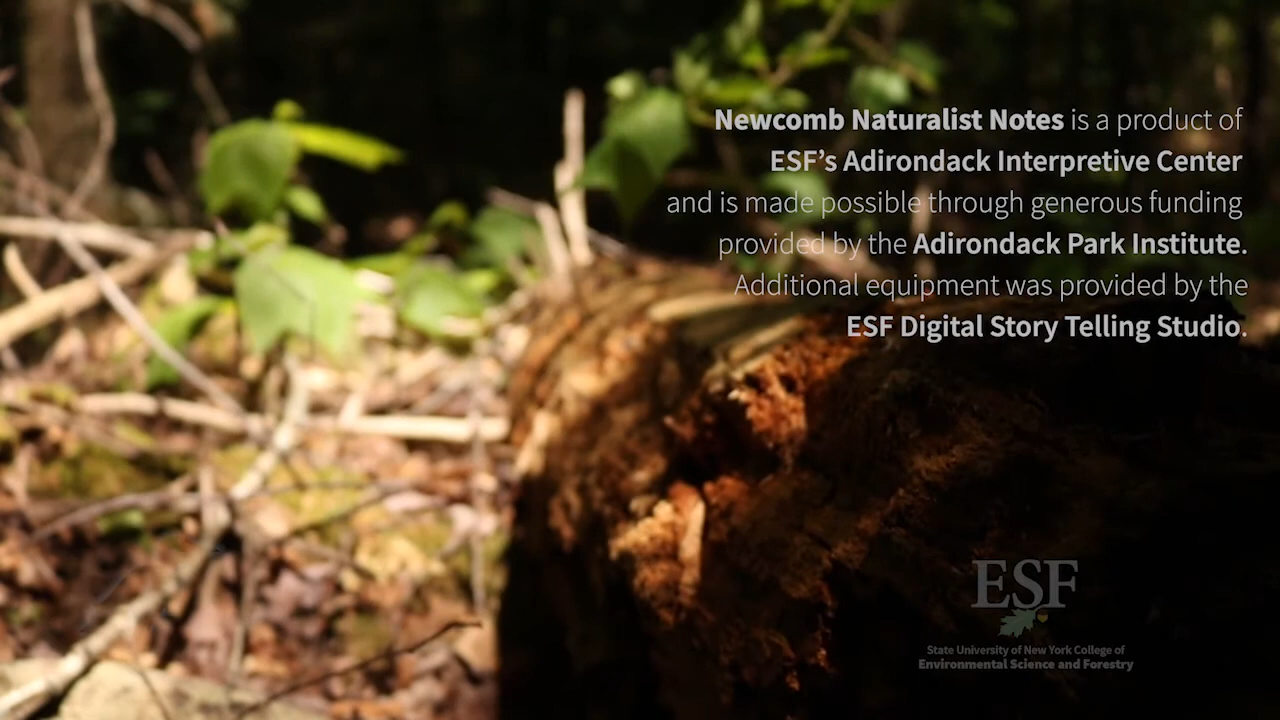 Newcomb Naturalist Notes is a product of
ESF’s Adirondack Interpretive Center
and is made possible through generous funding
provided by the Adirondack Park Institute.
Additional equipment was provided by the
ESF Digital Story Telling Studio.
ESF
State University of New York College of
Environmental Science and Forestry